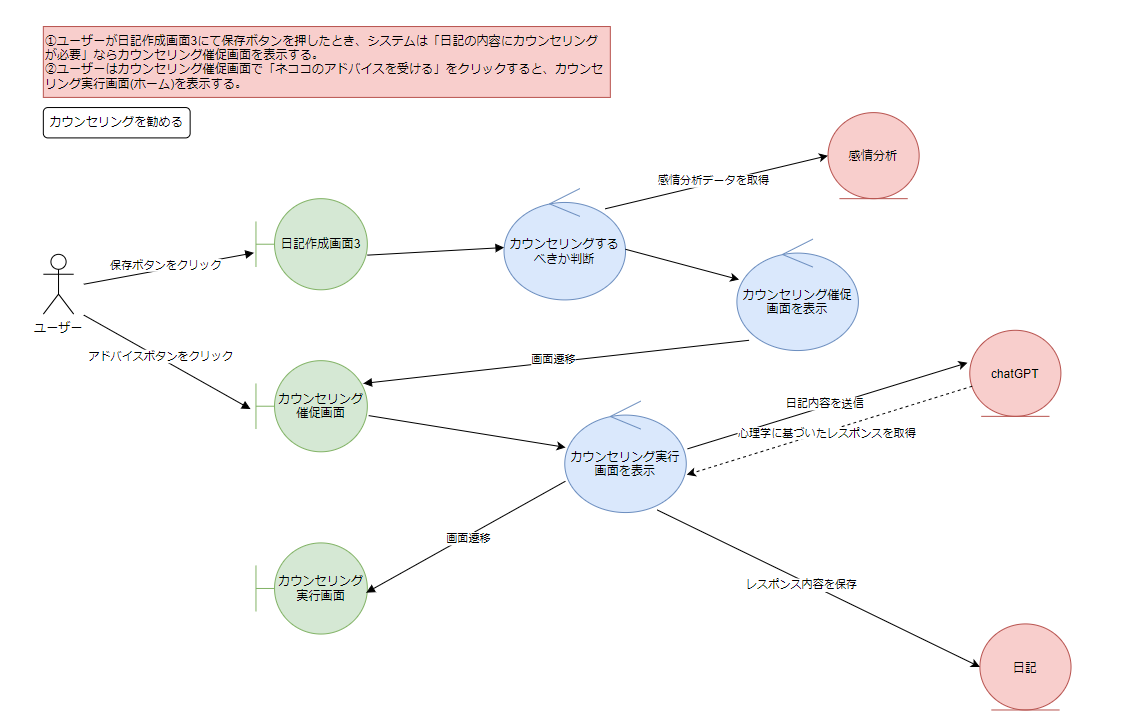 ①ユーザーが日記作成画面3にて保存ボタンを押したとき、システムは「日記の内容にカウンセリング
が必要」ならカウンセリング催促画面を表示する。
②ユーザーはカウンセリング催促画面で「ネココのアドバイスを受ける」をクリックすると、カウンセ
リング実行画面(ホーム)を表示する。
カウンセリングを勧める
感情分析
感情分析データを取得
日記作成画面3
カウンセリングする
べきか判断
保存ボタンをクリック
カウンセリング催促
画面を表示
ユーザー
アドバイスボタンをクリック
画面遷移
chatGPT
カウンセリング
催促画面
日記内容を送信
心理学に基づいたレスポンスを取得
カウンセリング実行
画面を表示
画面遷移
カウンセリング
実行画面
レスポンス内容を保存
日記